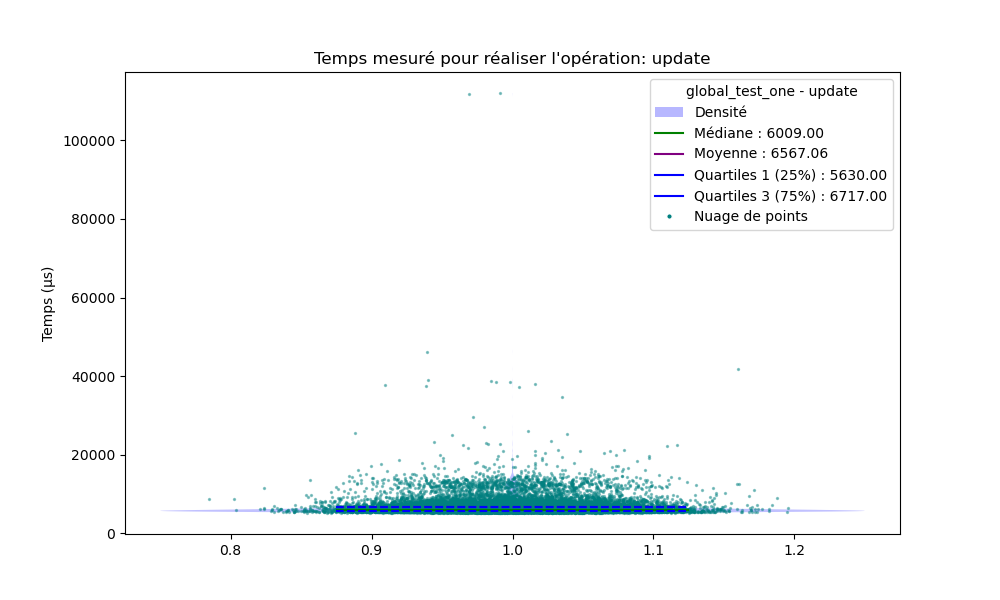 Temps mesuré pour réaliser l'opération: update
global_test_one - update
Densité
Médiane : 6009.00
Moyenne : 6567.06
Quartiles 1 (25%) : 5630.00
Quartiles 3 (75%) : 6717.00
Nuage de points
Temps (µs)
100000
80000
60000
40000
20000
0
0.8 0.9 1.0 1.1 1.2